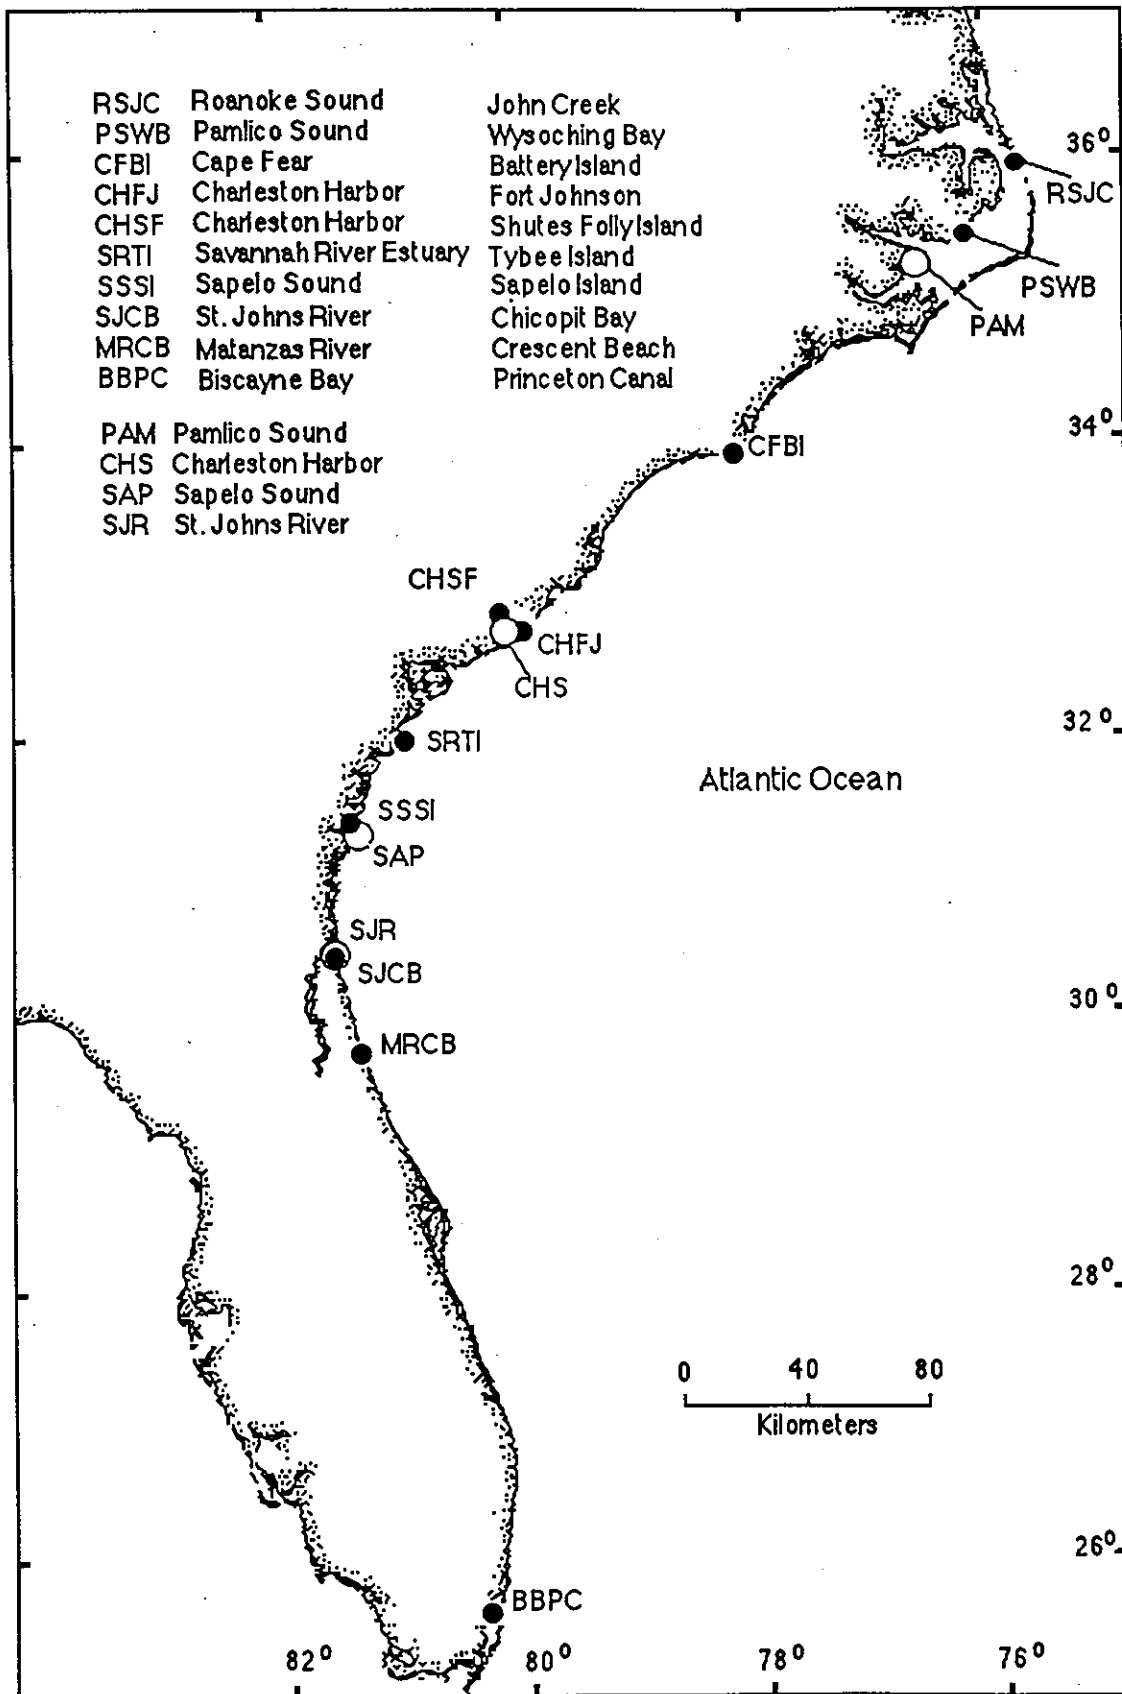 RSJC Roanoke Sound John Creek
PSWB Pamlico Sound Wysoching Bay
CFBI Cape Fear Battery Island
CHFJ Charleston Harbor Fort Johnson
CHSF Charleston Harbor Shutes Folly Island
SRTI Savannah River Estuary Tybee Island
SSSI Sapelo Sound Sapelo Island
SJCB St. Johns River Chicopit Bay
MRCB Matanzas River Crescent Beach
BBPC Biscayne Bay Princeton Canal
PAM Pamlico Sound
CHS Charleston Harbor
SAP Sapelo Sound
SJR St. Johns River
36°
RSJC
PSWB
PAM
34°
CFBI
CHSF
CHFJ
CHS
32°
SRTI
Atlantic Ocean
SSSI
SAP
SJR
SJCB
30°
MRCB
28°
0 40 80
Kilometers
26°
BBPC
82° 80° 78° 76°